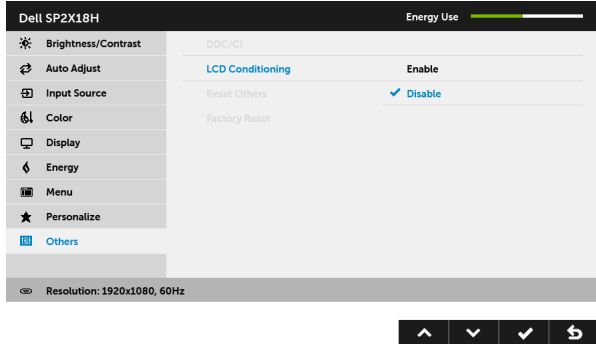 Dell SP2X18H
Energy Use
Brightness/Contrast
Auto Adjust
Input Source
Color
Display
Energy
Menu
Personalize
Others
DDC/CI
LCD Conditioning
Reset Others
Factory Reset
Enable
Disable
Resolution: 1920x1080, 60Hz